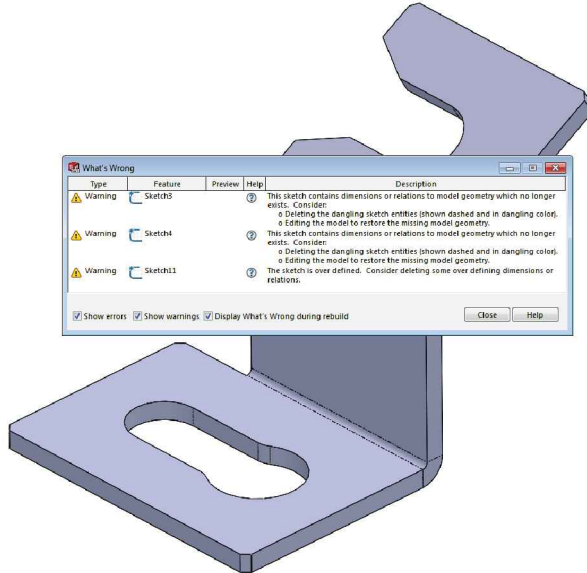 What's Wrong
Type Feature Preview Help Description
Warning Sketch3 This sketch contains dimensions or relations to model geometry which no longer
exists. Consider:
o Deleting the dangling sketch entities (shown dashed and in dangling color).
o Editing the model to restore the missing model geometry.
Warning Sketch4 This sketch contains dimensions or relations to model geometry which no longer
exists. Consider:
o Deleting the dangling sketch entities (shown dashed and in dangling color).
o Editing the model to restore the missing model geometry.
Warning Sketch11 The sketch is over defined. Consider deleting some over defining dimensions or
relations.
Show errors Show warnings Display What's Wrong during rebuild Close Help